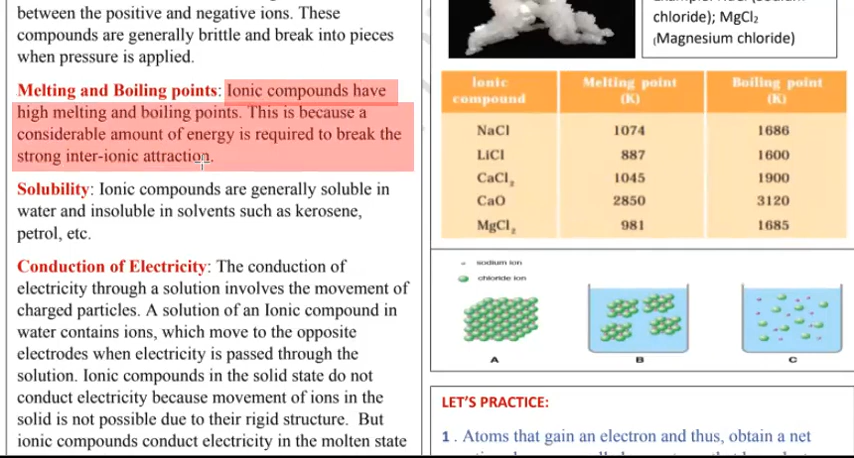 between the positive and negative ions. These
compounds are generally brittle and break into pieces
when pressure is applied.
Melting and Boiling points: Ionic compounds have
high melting and boiling points. This is because a
considerable amount of energy is required to break the
strong inter-ionic attraction.
Solubility: Ionic compounds are generally soluble in
water and insoluble in solvents such as kerosene,
petrol, etc.
Conduction of Electricity: The conduction of
electricity through a solution involves the movement of
charged particles. A solution of an Ionic compound in
water contains ions, which move to the opposite
electrodes when electricity is passed through the
solution. Ionic compounds in the solid state do not
conduct electricity because movement of ions in the
solid is not possible due to their rigid structure. But
ionic compounds conduct electricity in the molten state
chloride); MgCl₂
(Magnesium chloride)
Ionic compound Melting point (K) Boiling point (K)
NaCl 1074 1686
LiCl 887 1600
CaCl₂ 1045 1900
CaO 2850 3120
MgCl₂ 981 1685
sodium ion
chloride ion
A B C
LET'S PRACTICE:
1 . Atoms that gain an electron and thus, obtain a net